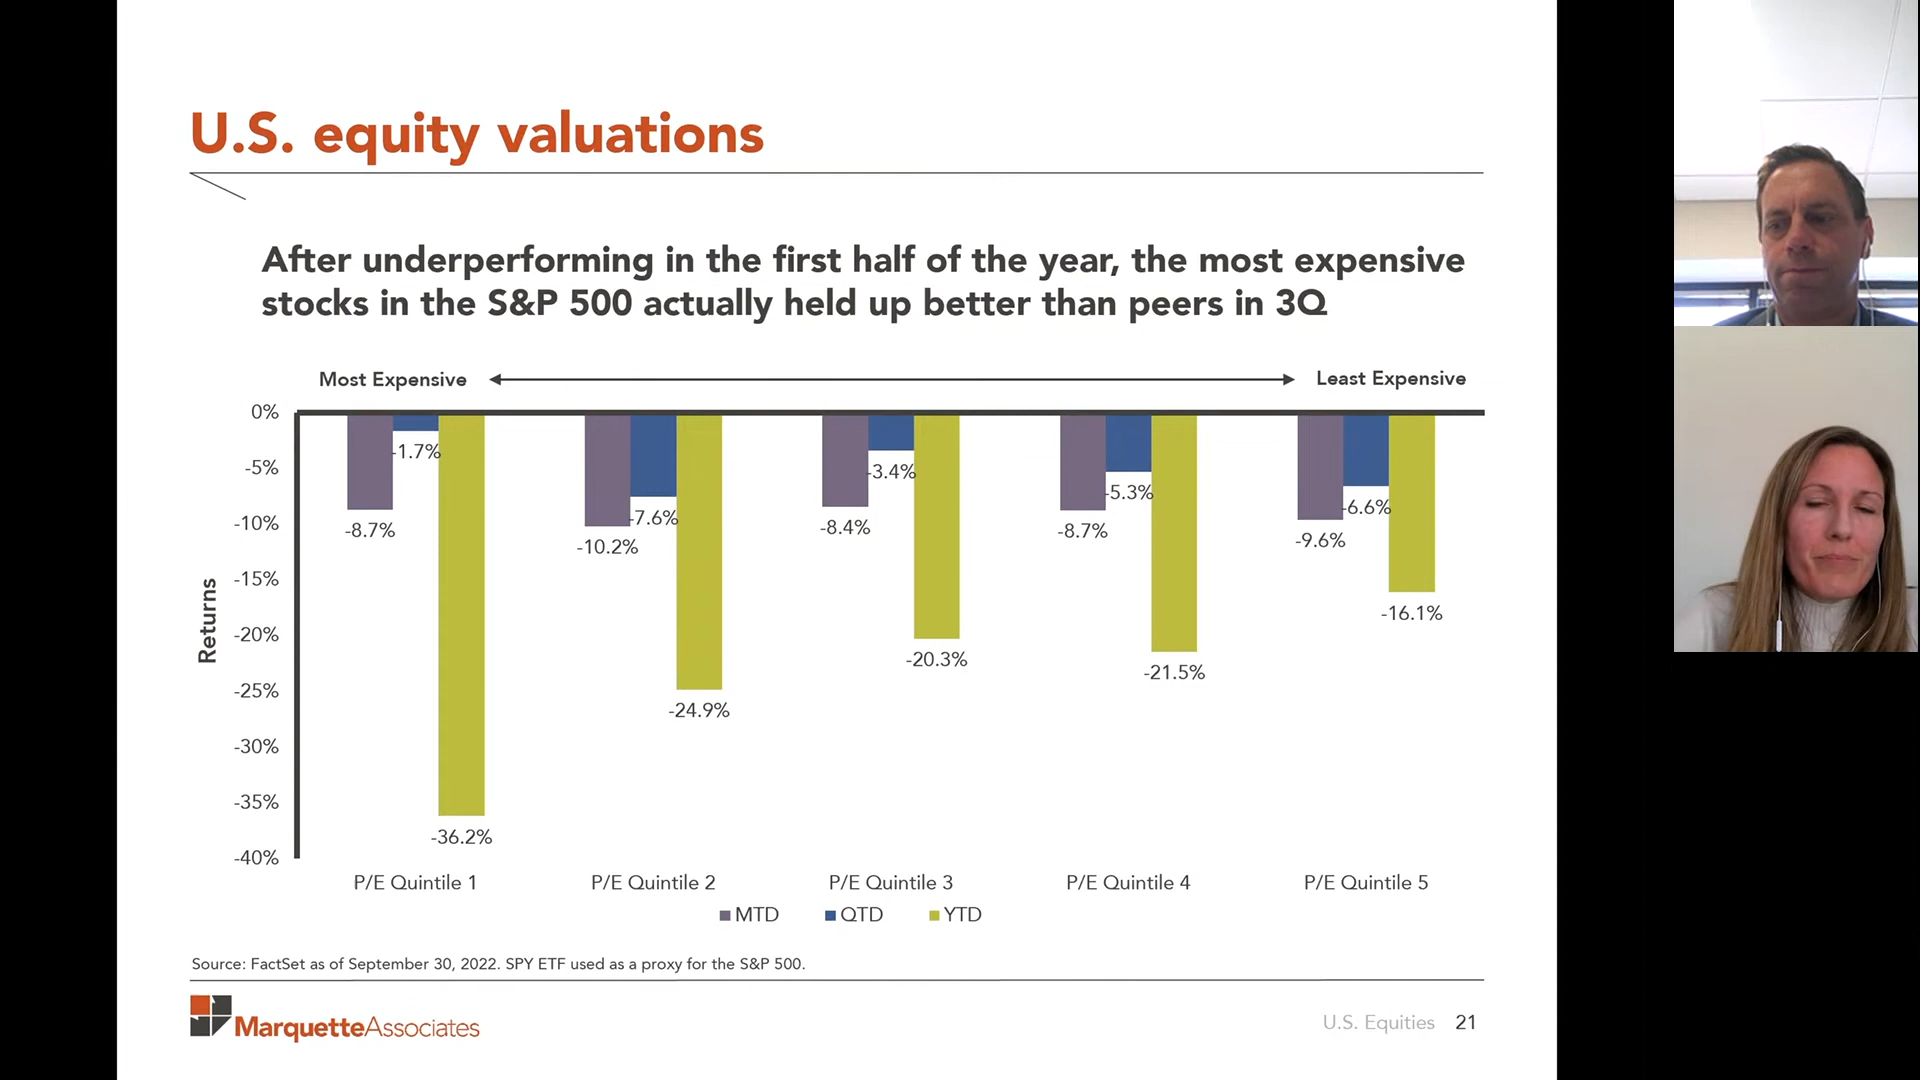 U.S. equity valuations
After underperforming in the first half of the year, the most expensive
stocks in the S&P 500 actually held up better than peers in 3Q
Most Expensive
Least Expensive
Returns
0%
-5%
-10%
-15%
-20%
-25%
-30%
-35%
-40%
-8.7%
-1.7%
-36.2%
-10.2%
-7.6%
-24.9%
-8.4%
-3.4%
-20.3%
-8.7%
-5.3%
-21.5%
-9.6%
-6.6%
-16.1%
P/E Quintile 1
P/E Quintile 2
P/E Quintile 3
P/E Quintile 4
P/E Quintile 5
MTD QTD YTD
Source: FactSet as of September 30, 2022. SPY ETF used as a proxy for the S&P 500.
MarquetteAssociates
U.S. Equities 21